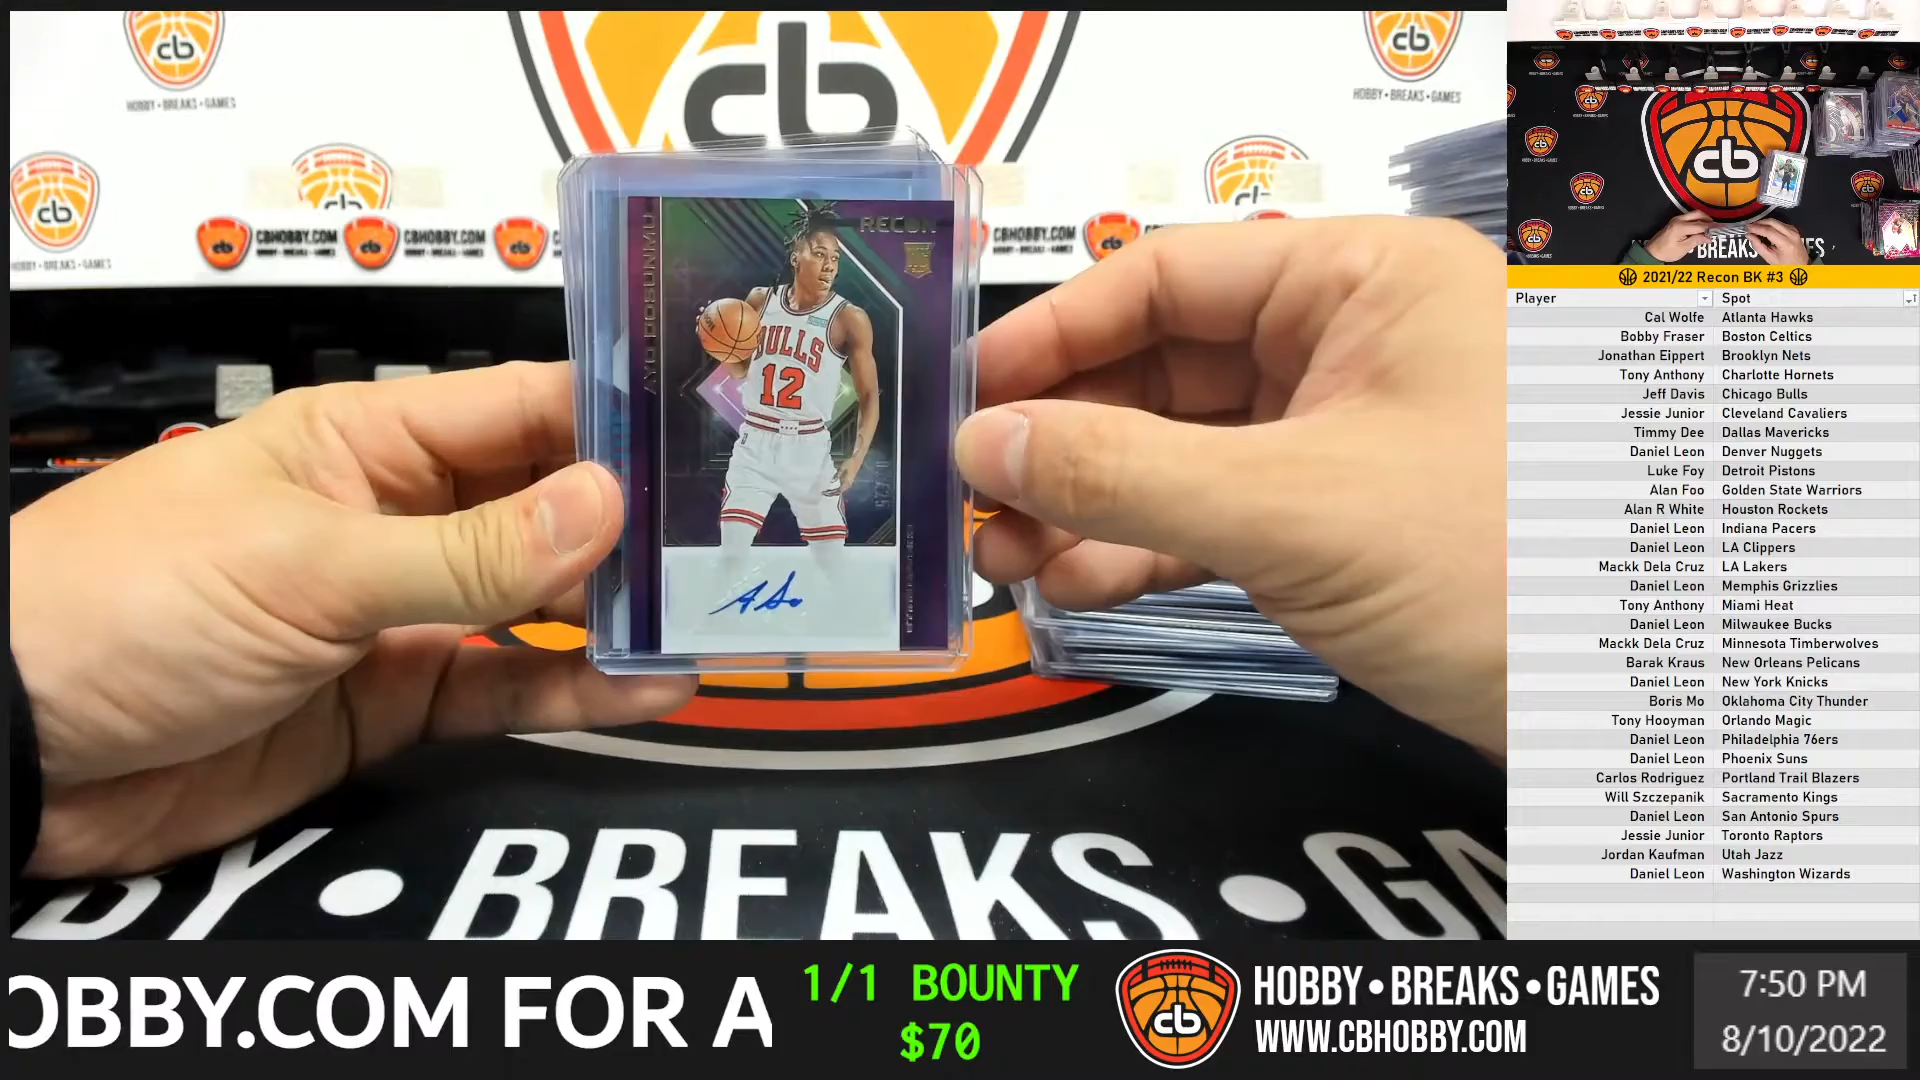 cb
HOBBY • BREAKS • GAMES
cb
HOBBY • BREAKS • GAMES
cb
cb
cb
CBHOBBY.COM
CBHOBBY.COM
AYO DOSUNMU
RECON
BULLS
12
BREAKS
cb
BREAKS
2021/22 Recon BK #3
Player Spot
Cal Wolfe Atlanta Hawks
Bobby Fraser Boston Celtics
Jonathan Eippert Brooklyn Nets
Tony Anthony Charlotte Hornets
Jeff Davis Chicago Bulls
Jessie Junior Cleveland Cavaliers
Timmy Dee Dallas Mavericks
Daniel Leon Denver Nuggets
Luke Foy Detroit Pistons
Alan Foo Golden State Warriors
Alan R White Houston Rockets
Daniel Leon Indiana Pacers
Daniel Leon LA Clippers
Mackk Dela Cruz LA Lakers
Daniel Leon Memphis Grizzlies
Tony Anthony Miami Heat
Daniel Leon Milwaukee Bucks
Mackk Dela Cruz Minnesota Timberwolves
Barak Kraus New Orleans Pelicans
Daniel Leon New York Knicks
Boris Mo Oklahoma City Thunder
Tony Hooyman Orlando Magic
Daniel Leon Philadelphia 76ers
Daniel Leon Phoenix Suns
Carlos Rodriguez Portland Trail Blazers
Will Szczepanik Sacramento Kings
Daniel Leon San Antonio Spurs
Jessie Junior Toronto Raptors
Jordan Kaufman Utah Jazz
Daniel Leon Washington Wizards
OBBY.COM FOR A
1/1 BOUNTY
$70
cb
HOBBY•BREAKS•GAMES
WWW.CBHOBBY.COM
7:50 PM
8/10/2022